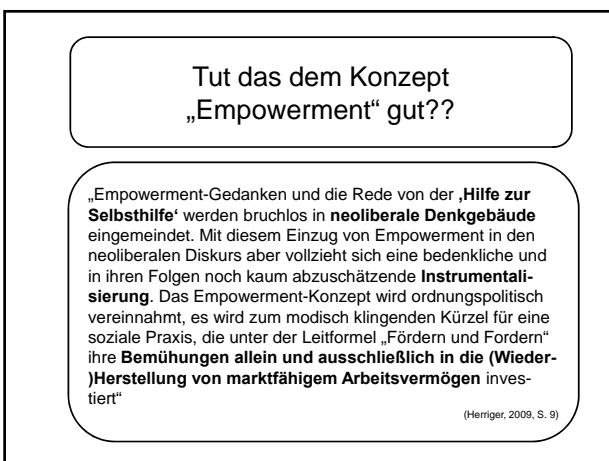 Tut das dem Konzept
„Empowerment“ gut??
„Empowerment-Gedanken und die Rede von der ‚Hilfe zur
Selbsthilfe‘ werden bruchlos in neoliberale Denkgebäude
eingemeindet. Mit diesem Einzug von Empowerment in den
neoliberalen Diskurs aber vollzieht sich eine bedenkliche und
in ihren Folgen noch kaum abzuschätzende Instrumentali-
sierung. Das Empowerment-Konzept wird ordnungspolitisch
vereinnahmt, es wird zum modisch klingenden Kürzel für eine
soziale Praxis, die unter der Leitformel „Fördern und Fordern“
ihre Bemühungen allein und ausschließlich in die (Wieder-
)Herstellung von marktfähigem Arbeitsvermögen inves-
tiert“
(Herriger, 2009, S. 9)